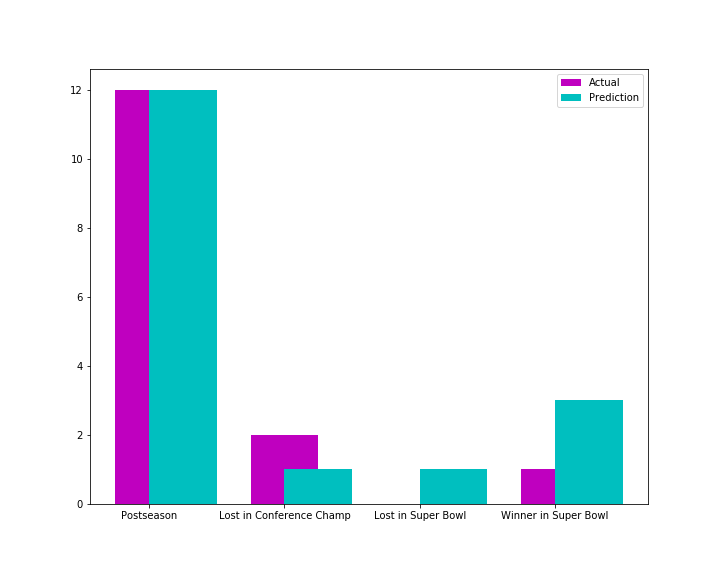 Actual
Prediction
12
10
8
6
4
2
0
Postseason
Lost in Conference Champ
Lost in Super Bowl
Winner in Super Bowl